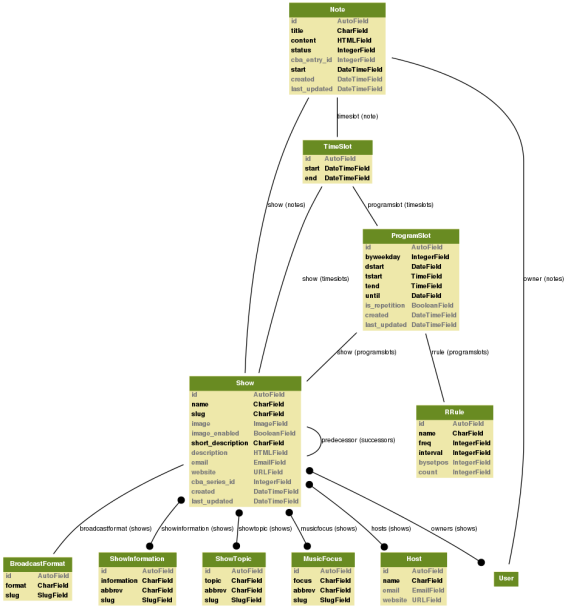 Note
id AutoField
title CharField
content HTMLField
status IntegerField
cba_entry_id IntegerField
start DateTimeField
created DateTimeField
last_updated DateTimeField
timeslot (note)
TimeSlot
id AutoField
start DateTimeField
end DateTimeField
show (notes)
programslot (timeslots)
ProgramSlot
id AutoField
byweekday IntegerField
dstart DateField
tstart TimeField
tend TimeField
until DateField
is_repetition BooleanField
created DateTimeField
last_updated DateTimeField
show (timeslots)
owner (notes)
show (programslots)
rrule (programslots)
Show
id AutoField
name CharField
slug CharField
image ImageField
image_enabled BooleanField
short_description CharField
description HTMLField
email EmailField
website URLField
cba_series_id IntegerField
created DateTimeField
last_updated DateTimeField
predecessor (successors)
RRule
id AutoField
name CharField
freq IntegerField
interval IntegerField
bysetpos IntegerField
count IntegerField
broadcastformat (shows)
showinformation (shows)
showtopic (shows)
musicfocus (shows)
hosts (shows)
owners (shows)
BroadcastFormat
id AutoField
format CharField
slug SlugField
ShowInformation
id AutoField
information CharField
abbrev CharField
slug SlugField
ShowTopic
id AutoField
topic CharField
abbrev CharField
slug SlugField
MusicFocus
id AutoField
focus CharField
abbrev CharField
slug SlugField
Host
id AutoField
name CharField
email EmailField
website URLField
User